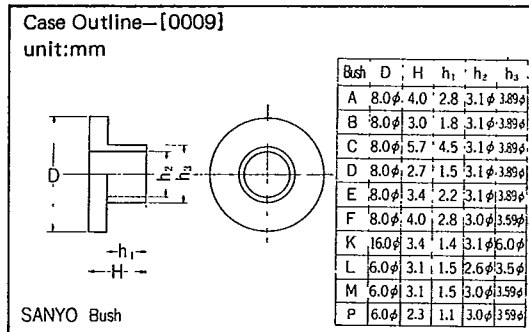 Case Outline—[0009]
unit:mm
Bush D H h₁ h₂ h₃
A 8.0φ 4.0 2.8 3.1φ 3.89φ
B 8.0φ 3.0 1.8 3.1φ 3.89φ
C 8.0φ 5.7 4.5 3.1φ 3.89φ
D 8.0φ 2.7 1.5 3.1φ 3.89φ
E 8.0φ 3.4 2.2 3.1φ 3.89φ
F 8.0φ 4.0 2.8 3.0φ 3.59φ
K 16.0φ 3.4 1.4 3.1φ 6.0φ
L 6.0φ 3.1 1.5 2.6φ 3.5φ
M 6.0φ 3.1 1.5 3.0φ 3.59φ
P 6.0φ 2.3 1.1 3.0φ 3.59φ
D
h₂
h₃
h₁
H
SANYO Bush